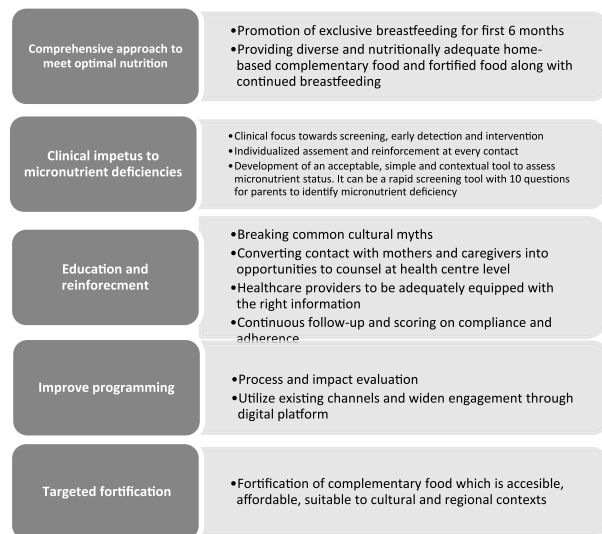 Comprehensive approach to
meet optimal nutrition
•Promotion of exclusive breastfeeding for first 6 months
•Providing diverse and nutritionally adequate home-
based complementary food and fortified food along with
continued breastfeeding
Clinical impetus to
micronutrient deficiencies
•Clinical focus towards screening, early detection and intervention
•Individualized assement and reinforcement at every contact
•Development of an acceptable, simple and contextual tool to assess
micronutrient status. It can be a rapid screening tool with 10 questions
for parents to identify micronutrient deficiency
Education and
reinforecment
•Breaking common cultural myths
•Converting contact with mothers and caregivers into
opportunities to counsel at health centre level
•Healthcare providers to be adequately equipped with
the right information
•Continuous follow-up and scoring on compliance and
adherence
Improve programming
•Process and impact evaluation
•Utilize existing channels and widen engagement through
digital platform
Targeted fortification
•Fortification of complementary food which is accesible,
affordable, suitable to cultural and regional contexts